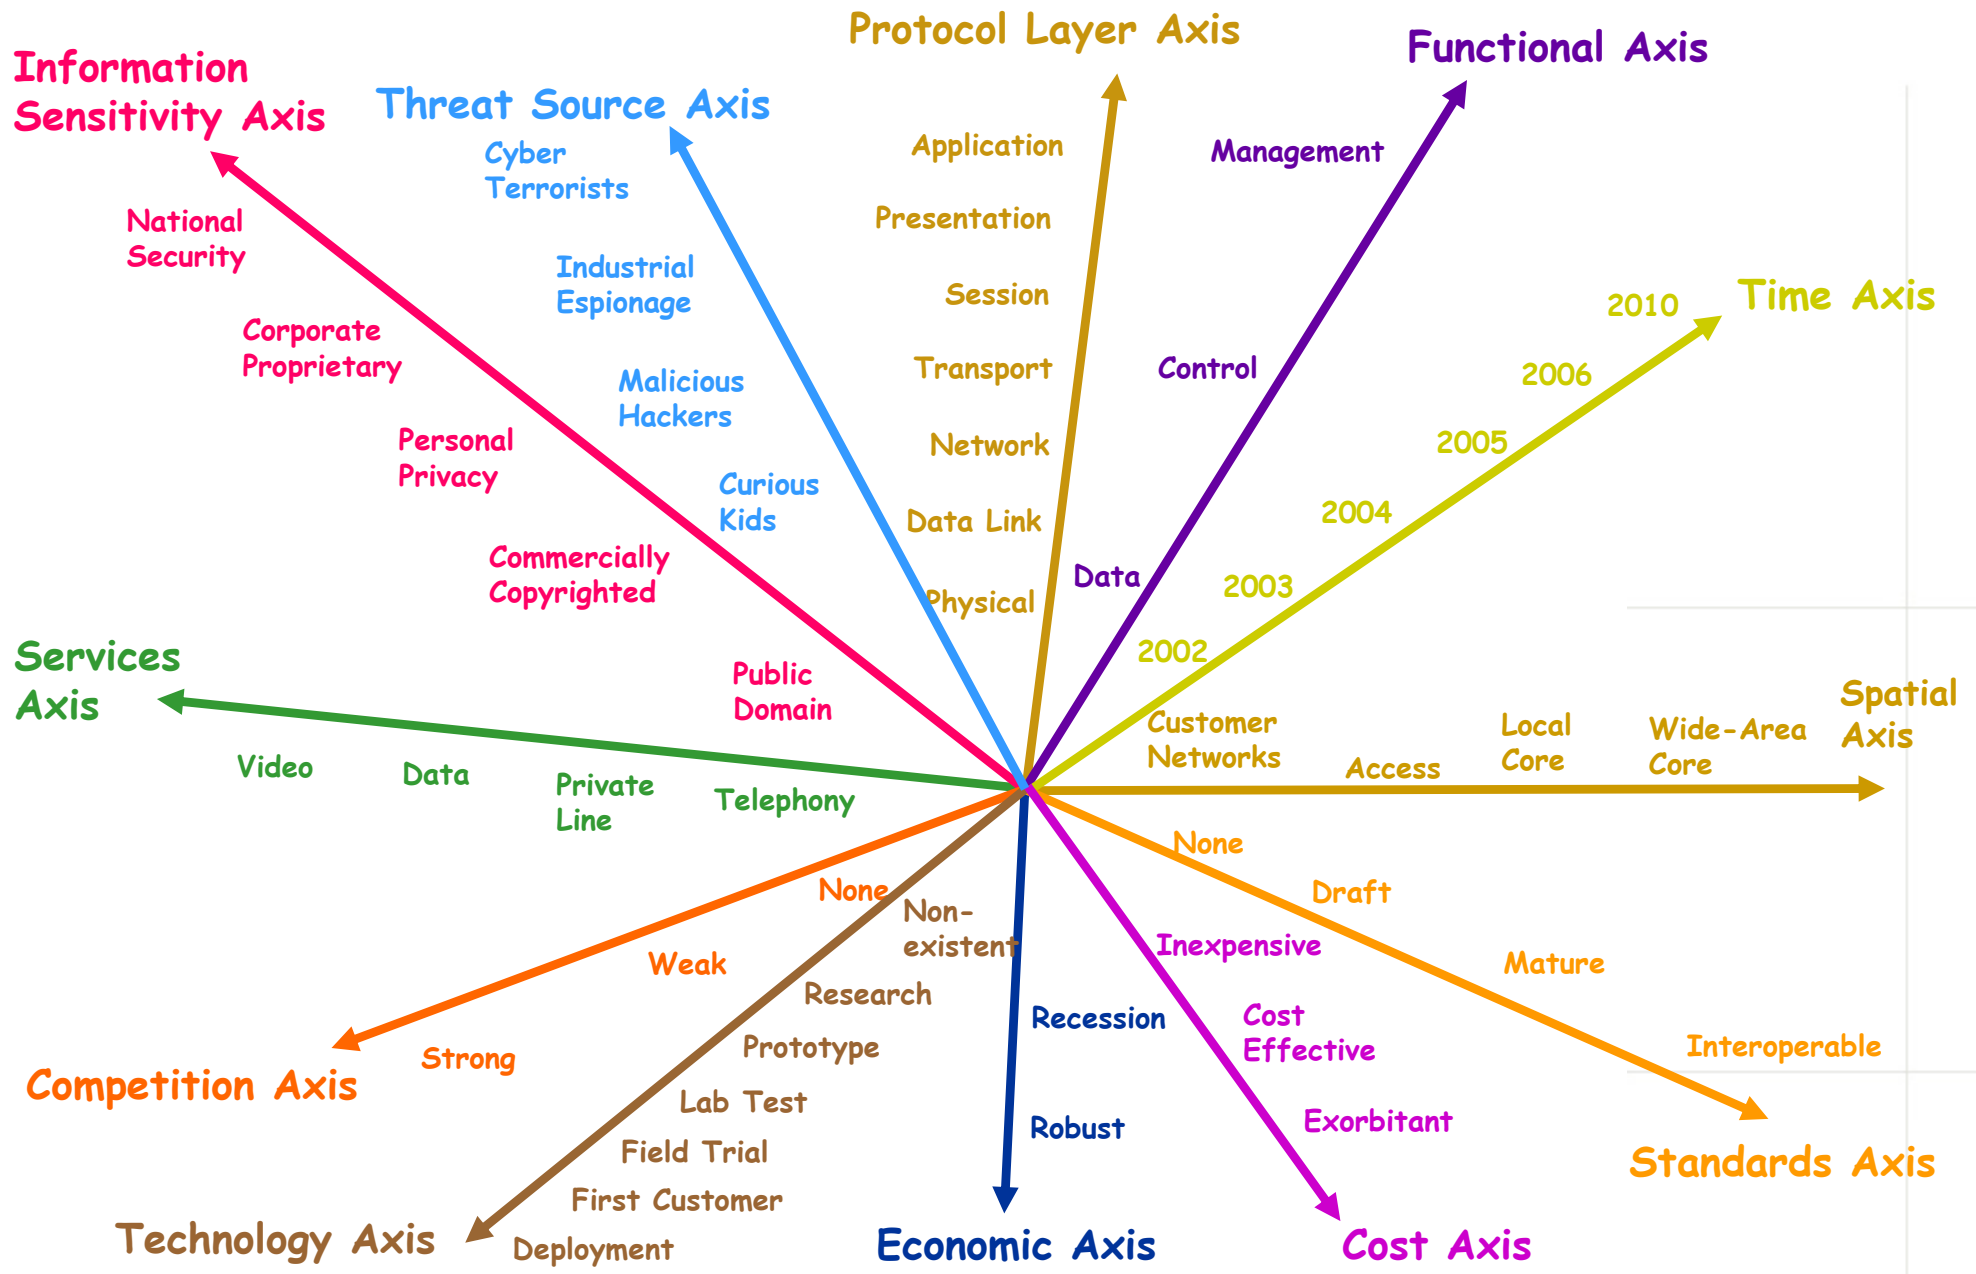 Information
Sensitivity Axis
National
Security
Corporate
Proprietary
Personal
Privacy
Commercially
Copyrighted
Public
Domain
Threat Source Axis
Cyber
Terrorists
Industrial
Espionage
Malicious
Hackers
Curious
Kids
Protocol Layer Axis
Application
Presentation
Session
Transport
Network
Data Link
Physical
Functional Axis
Management
Control
Data
Time Axis
2010
2006
2005
2004
2003
2002
Spatial
Axis
Customer
Networks
Access
Local
Core
Wide-Area
Core
Services
Axis
Video
Data
Private
Line
Telephony
Competition Axis
None
Weak
Strong
Technology Axis
Non-
existent
Research
Prototype
Lab Test
Field Trial
First Customer
Deployment
Economic Axis
Recession
Robust
Cost Axis
Inexpensive
Cost
Effective
Exorbitant
Standards Axis
None
Draft
Mature
Interoperable